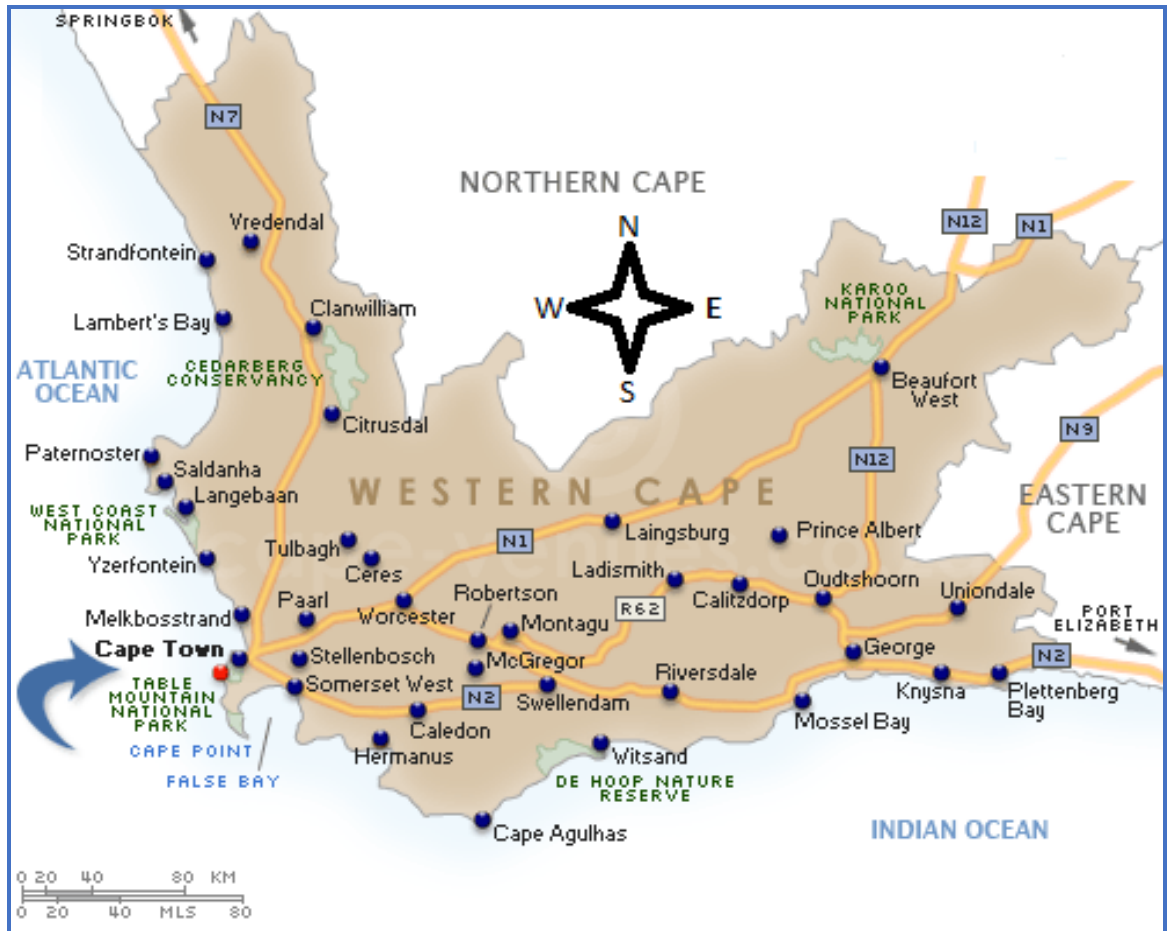 SPRINGBOK
N7
NORTHERN CAPE
N12
N1
Vredendal
N
Strandfontein
KAROO
NATIONAL
PARK
Clanwilliam
W
E
Lambert's Bay
ATLANTIC
OCEAN
CEDARBERG
CONSERVANCY
S
Beaufort
West
Citrusdal
N9
Paternoster
N12
Saldanha
Langebaan
WESTERN CAPE
EASTERN
CAPE
WEST COAST
NATIONAL
PARK
Laingsburg
Prince Albert
Tulbagh
N1
Yzerfontein
Ceres
Ladismith
Oudtshoorn
Robertson
Calitzdorp
Uniondale
Paarl
Worcester
R62
Melkbosstrand
Montagu
PORT
ELIZABETH
Cape Town
Stellenbosch
McGregor
George
N2
Somerset West
Riversdale
TABLE
MOUNTAIN
NATIONAL
PARK
N2
Swellendam
Knysna
Plettenberg
Bay
Mossel Bay
Caledon
CAPE POINT
Hermanus
Witsand
FALSE BAY
DE HOOP NATURE
RESERVE
Cape Agulhas
INDIAN OCEAN
0 20 40 80 KM
0 20 40 MLS 80